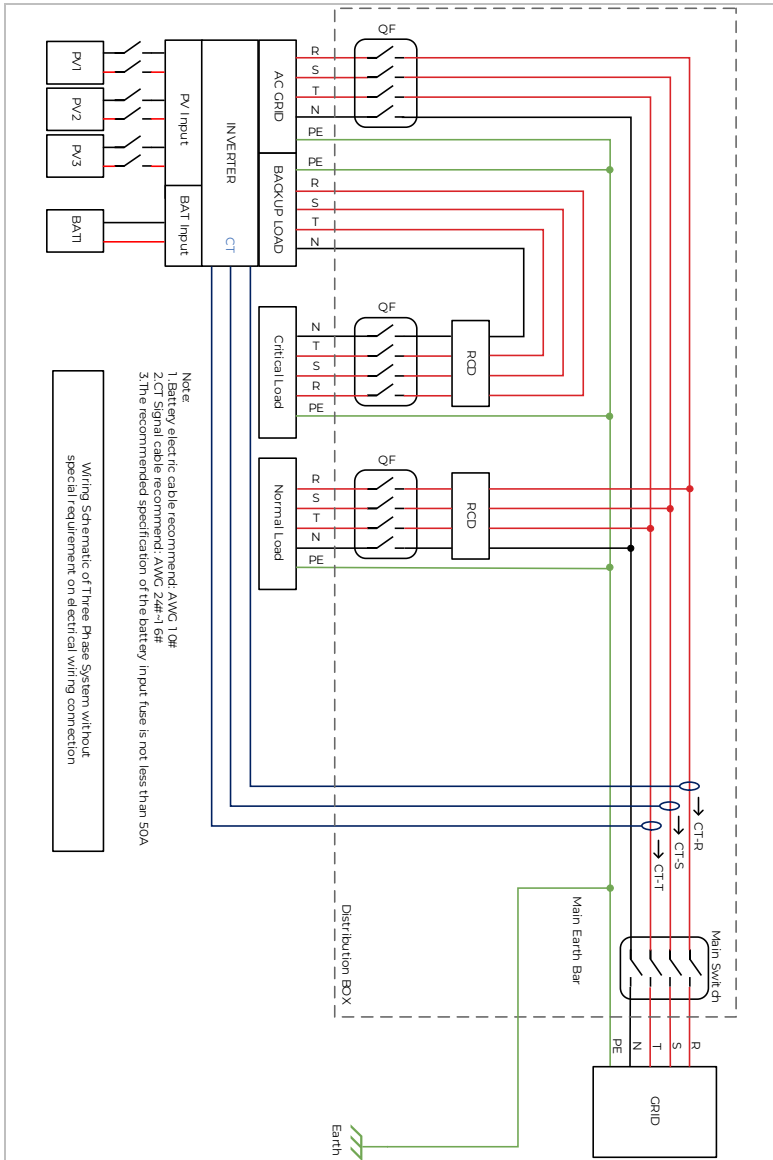 QF
R
S
T
N
PE
PE
R
S
T
N
PV1
PV2
PV3
BAT1
PV Input
BAT Input
INVERTER
CT
AC GRID
BACKUP LOAD
QF
N
T
S
R
PE
Critical Load
RCD
QF
R
S
T
N
PE
Normal Load
RCD
Note:
1.Battery electric cable recommend: AWG 10#
2.CT Signal cable recommend: AWG 24#~16#
3.The recommended specification of the battery input fuse is not less than 50A
Wiring Schematic of Three Phase System without
special requirement on electrical wiring connection
CT-R
CT-S
CT-T
Main Switch
Main Earth Bar
Distribution BOX
R
S
T
N
PE
GRID
Earth